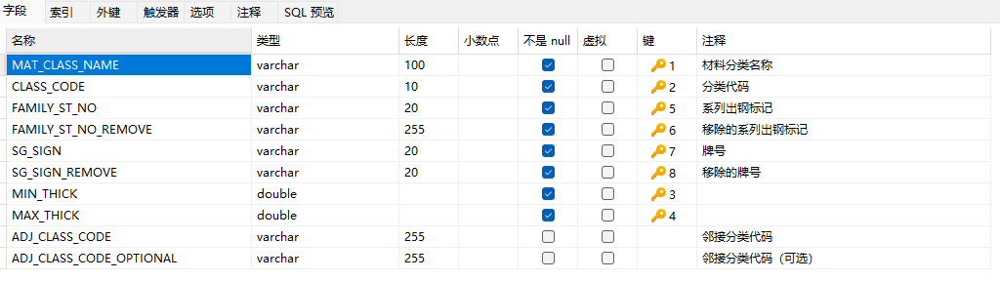 字段 索引 外键 触发器 选项 注释 SQL 预览
名称 类型 长度 小数点 不是 null 虚拟 键 注释
MAT_CLASS_NAME varchar 100 1 材料分类名称
CLASS_CODE varchar 10 2 分类代码
FAMILY_ST_NO varchar 20 5 系列出钢标记
FAMILY_ST_NO_REMOVE varchar 255 6 移除的系列出钢标记
SG_SIGN varchar 20 7 牌号
SG_SIGN_REMOVE varchar 20 8 移除的牌号
MIN_THICK double 3
MAX_THICK double 4
ADJ_CLASS_CODE varchar 255 邻接分类代码
ADJ_CLASS_CODE_OPTIONAL varchar 255 邻接分类代码（可选）